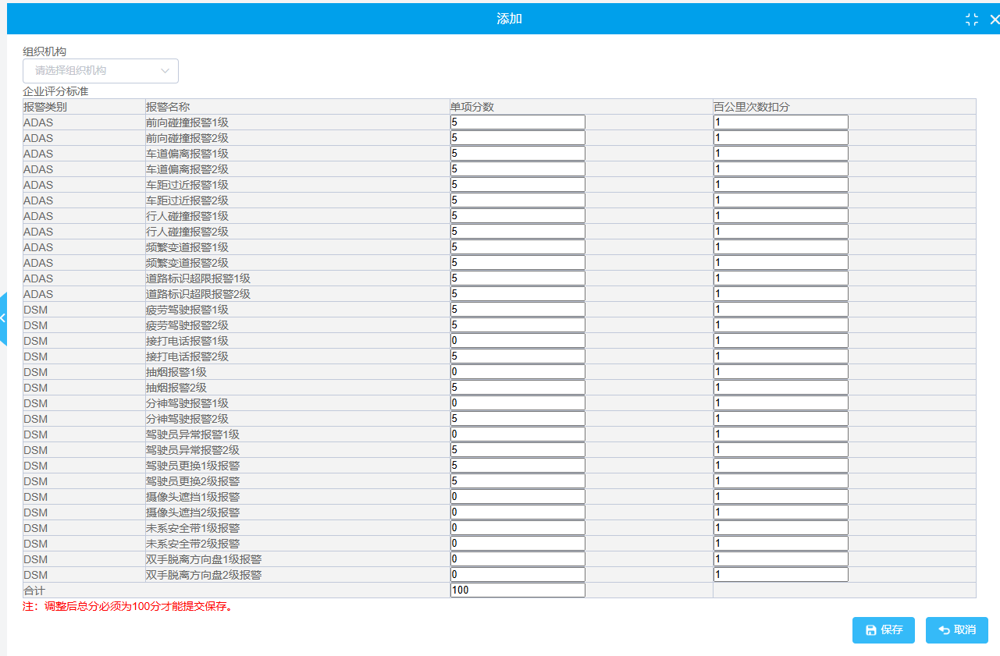 添加
组织机构
请选择组织机构
企业评分标准
报警类别 报警名称 单项分数 百公里次数扣分
ADAS 前向碰撞报警1级 5 1
ADAS 前向碰撞报警2级 5 1
ADAS 车道偏离报警1级 5 1
ADAS 车道偏离报警2级 5 1
ADAS 车距过近报警1级 5 1
ADAS 车距过近报警2级 5 1
ADAS 行人碰撞报警1级 5 1
ADAS 行人碰撞报警2级 5 1
ADAS 频繁变道报警1级 5 1
ADAS 频繁变道报警2级 5 1
ADAS 道路标识超限报警1级 5 1
ADAS 道路标识超限报警2级 5 1
DSM 疲劳驾驶报警1级 5 1
DSM 疲劳驾驶报警2级 5 1
DSM 接打电话报警1级 0 1
DSM 接打电话报警2级 5 1
DSM 抽烟报警1级 0 1
DSM 抽烟报警2级 5 1
DSM 分神驾驶报警1级 0 1
DSM 分神驾驶报警2级 5 1
DSM 驾驶员异常报警1级 0 1
DSM 驾驶员异常报警2级 5 1
DSM 驾驶员更换1级报警 5 1
DSM 驾驶员更换2级报警 5 1
DSM 摄像头遮挡1级报警 0 1
DSM 摄像头遮挡2级报警 0 1
DSM 未系安全带1级报警 0 1
DSM 未系安全带2级报警 0 1
DSM 双手脱离方向盘1级报警 0 1
DSM 双手脱离方向盘2级报警 0 1
合计 100
注：调整后总分必须为100分才能提交保存。
保存 取消